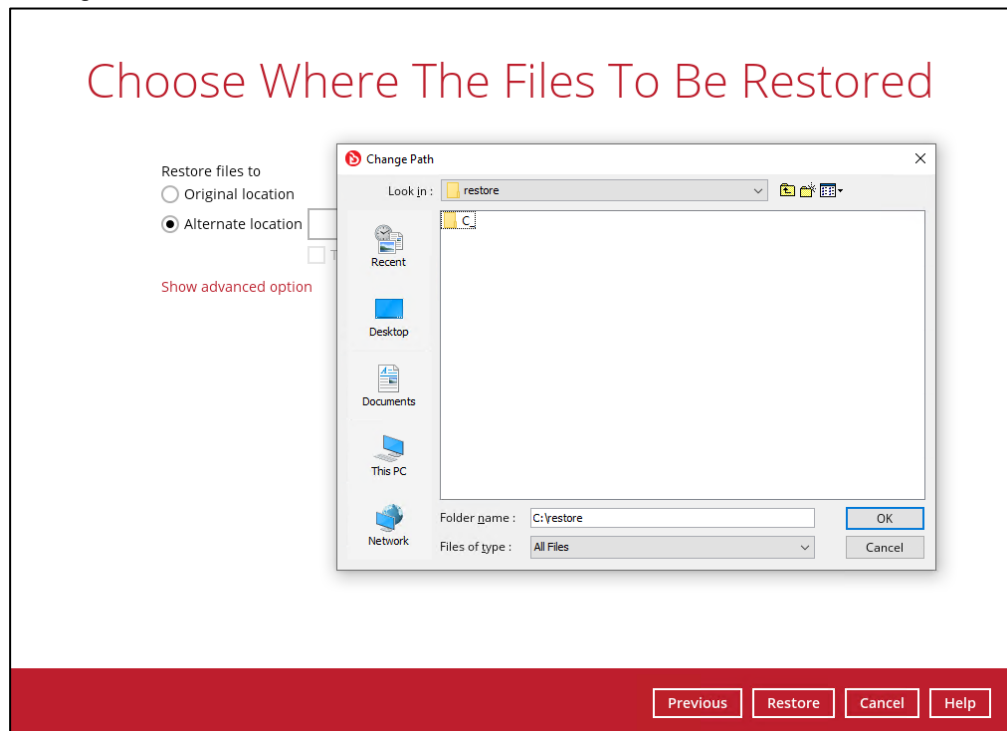 Choose Where The Files To Be Restored
Restore files to
Original location
Alternate location
Show advanced option
Change Path
Look in :
restore
C_
Recent
Desktop
Documents
This PC
Network
Folder name :
C:\restore
OK
Files of type :
All Files
Cancel
Previous
Restore
Cancel
Help